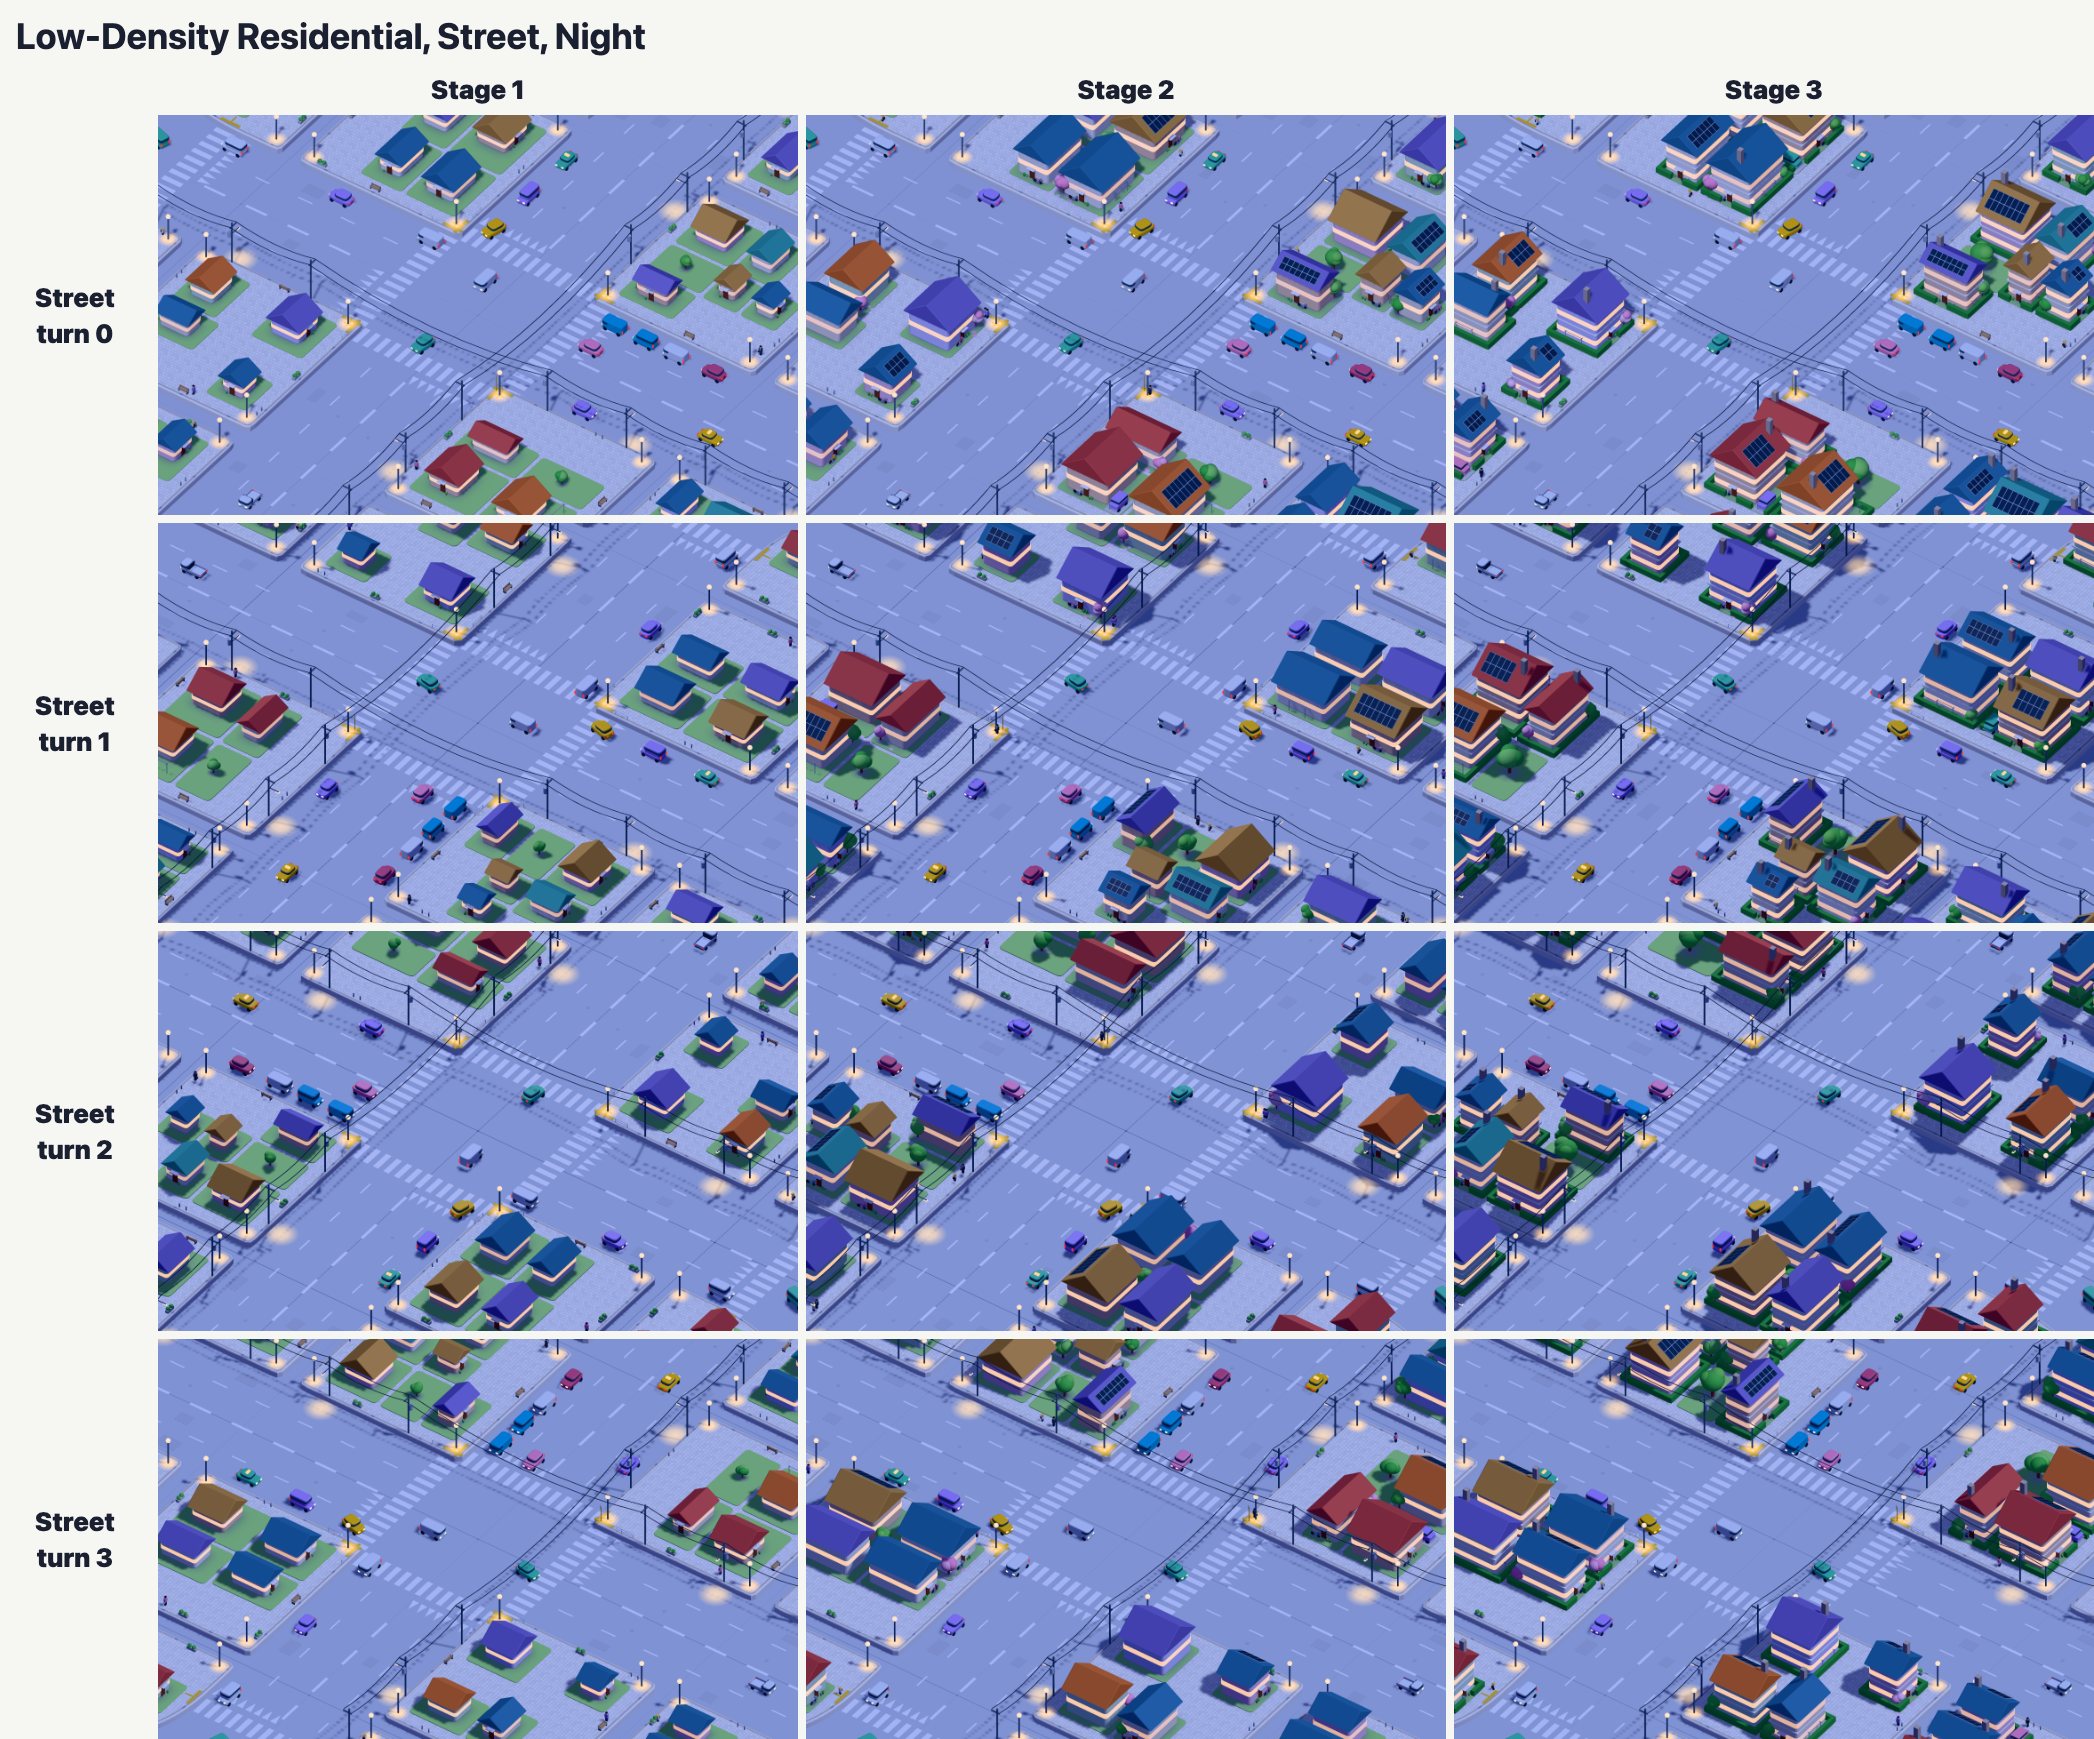 Low-Density Residential, Street, Night
Stage 1
Stage 2
Stage 3
Street
turn 0
Street
turn 1
Street
turn 2
Street
turn 3